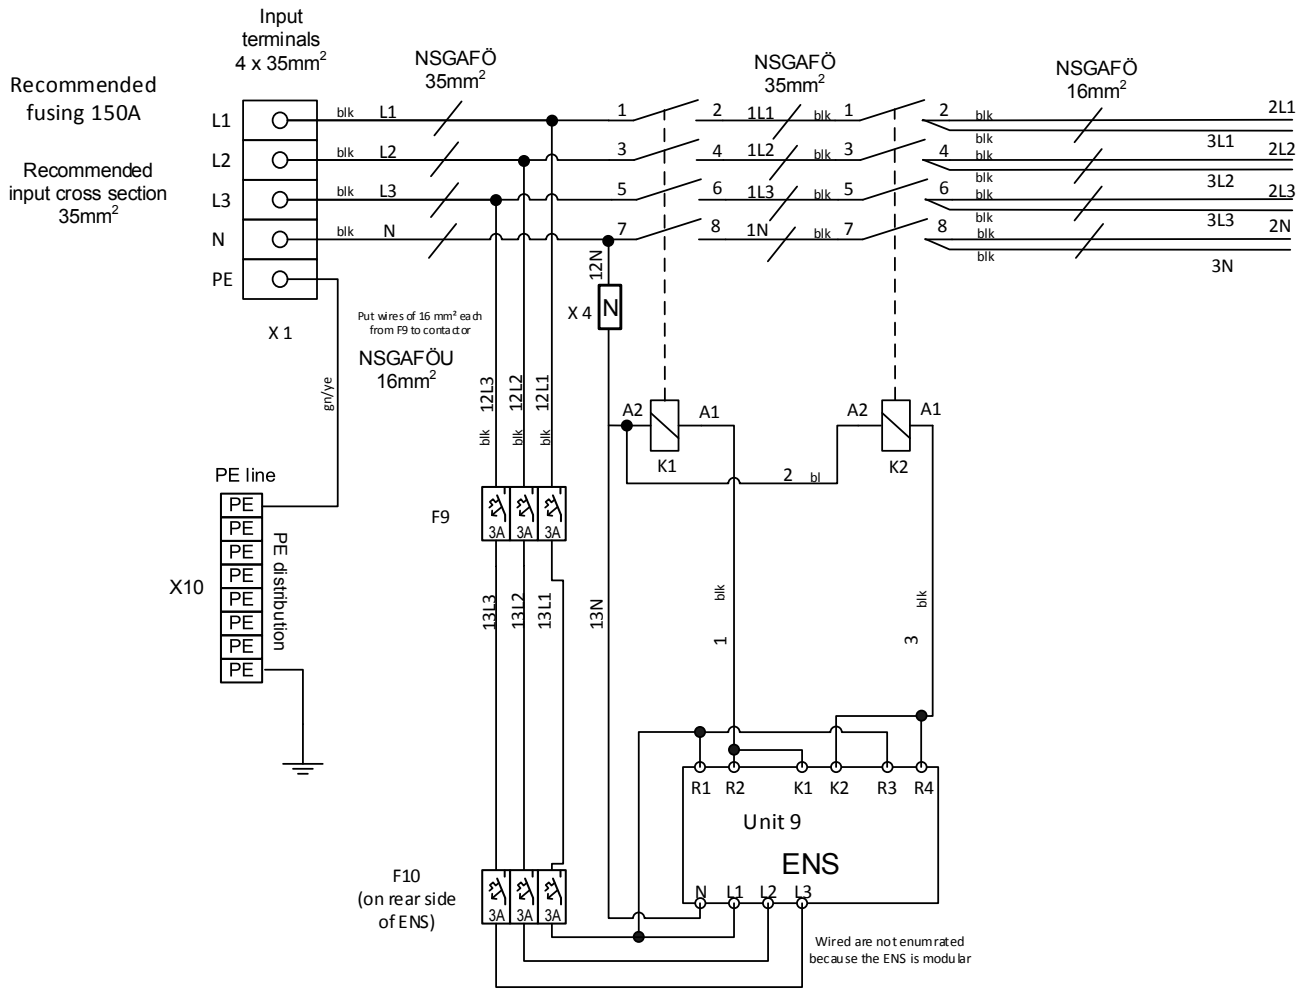 Input
terminals
4 x 35mm²
Recommended
fusing 150A
Recommended
input cross section
35mm²
NSGAFÖ
35mm²
NSGAFÖ
35mm²
NSGAFÖ
16mm²
L1 blk L1 1 2 1L1 blk 1 2 blk 2L1
blk 3L1
L2 blk L2 3 4 1L2 blk 3 4 blk 2L2
blk 3L2
L3 blk L3 5 6 1L3 blk 5 6 blk 2L3
blk 3L3
N blk N 7 8 1N blk 7 8 blk 2N
blk 3N
PE
X 1
12N
X 4 N
Put wires of 16 mm² each
from F9 to contactor
NSGAFÖU
16mm²
gn/ye
12L3 12L2 12L1
blk blk blk
A2 A1
K1
A2 A1
K2
2 bl
PE line
PE
PE
PE
PE
PE
PE
PE
PE
PE distribution
X10
F9
3A 3A 3A
13L3 13L2 13L1
13N
blk
1
blk
3
R1 R2 K1 K2 R3 R4
Unit 9
ENS
N L1 L2 L3
F10
(on rear side
of ENS)
3A 3A 3A
Wired are not enumrated
because the ENS is modular